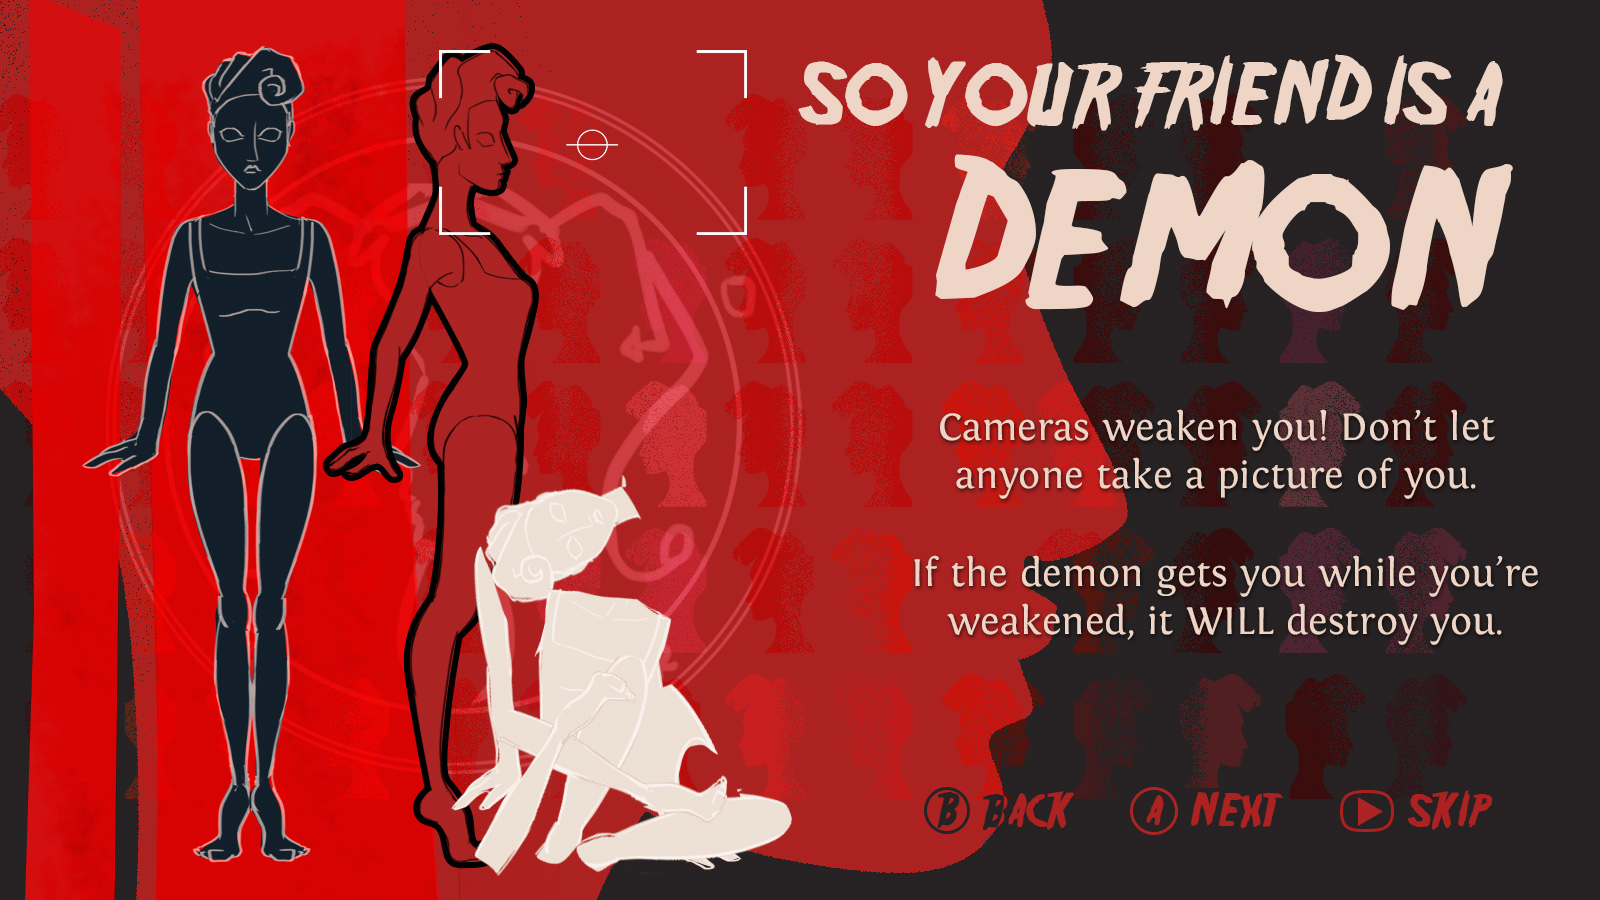 SO YOUR FRIEND IS A
DEMON
Cameras weaken you! Don't let
anyone take a picture of you.
If the demon gets you while you're
weakened, it WILL destroy you.
B BACK A NEXT SKIP